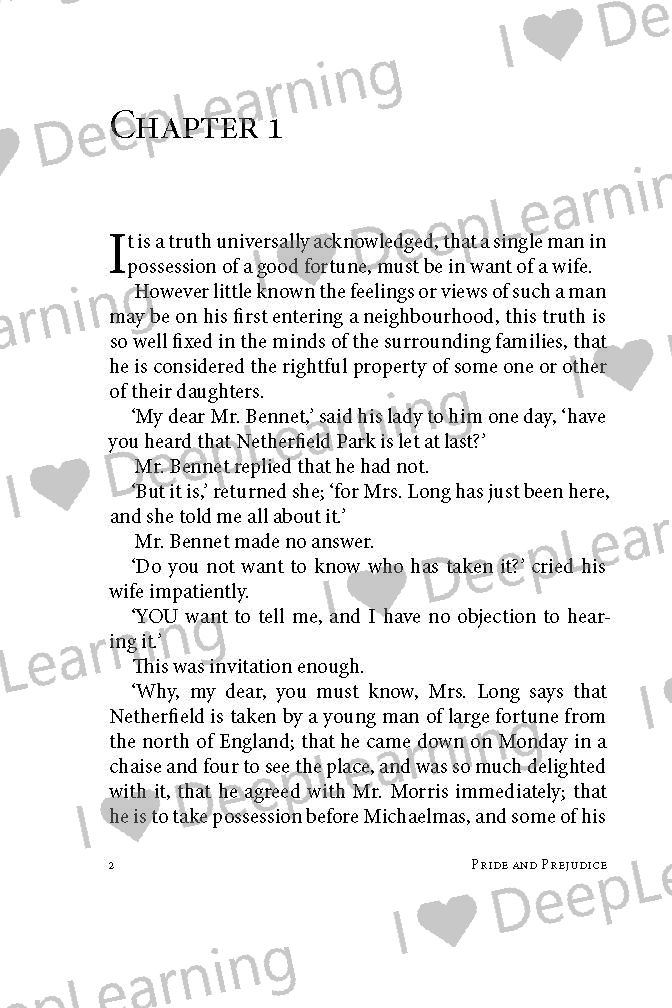 I ♥ DeepLearning
CHAPTER 1
It is a truth universally acknowledged, that a single man in
possession of a good fortune, must be in want of a wife.
However little known the feelings or views of such a man
may be on his first entering a neighbourhood, this truth is
so well fixed in the minds of the surrounding families, that
he is considered the rightful property of some one or other
of their daughters.
‘My dear Mr. Bennet,’ said his lady to him one day, ‘have
you heard that Netherfield Park is let at last?’
Mr. Bennet replied that he had not.
‘But it is,’ returned she; ‘for Mrs. Long has just been here,
and she told me all about it.’
Mr. Bennet made no answer.
‘Do you not want to know who has taken it?’ cried his
wife impatiently.
‘YOU want to tell me, and I have no objection to hear-
ing it.’
This was invitation enough.
‘Why, my dear, you must know, Mrs. Long says that
Netherfield is taken by a young man of large fortune from
the north of England; that he came down on Monday in a
chaise and four to see the place, and was so much delighted
with it, that he agreed with Mr. Morris immediately; that
he is to take possession before Michaelmas, and some of his
2 PRIDE AND PREJUDICE